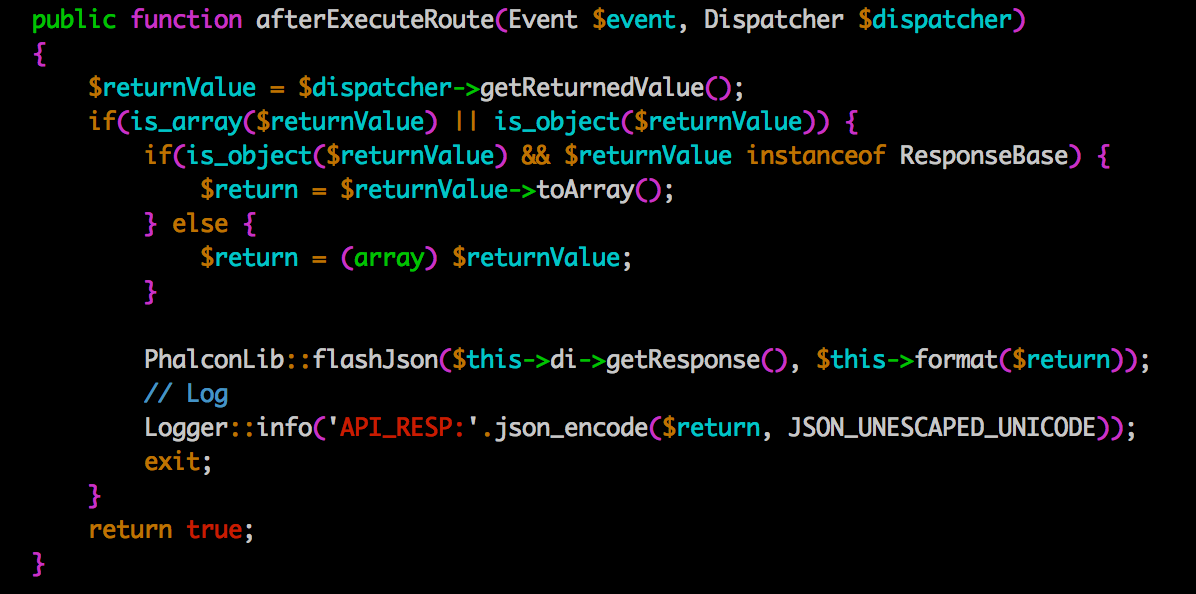 public function afterExecuteRoute(Event $event, Dispatcher $dispatcher)
{
    $returnValue = $dispatcher->getReturnedValue();
    if(is_array($returnValue) || is_object($returnValue)) {
        if(is_object($returnValue) && $returnValue instanceof ResponseBase) {
            $return = $returnValue->toArray();
        } else {
            $return = (array) $returnValue;
        }

        PhalconLib::flashJson($this->di->getResponse(), $this->format($return));
        // Log
        Logger::info('API_RESP:'.json_encode($return, JSON_UNESCAPED_UNICODE));
        exit;
    }
    return true;
}